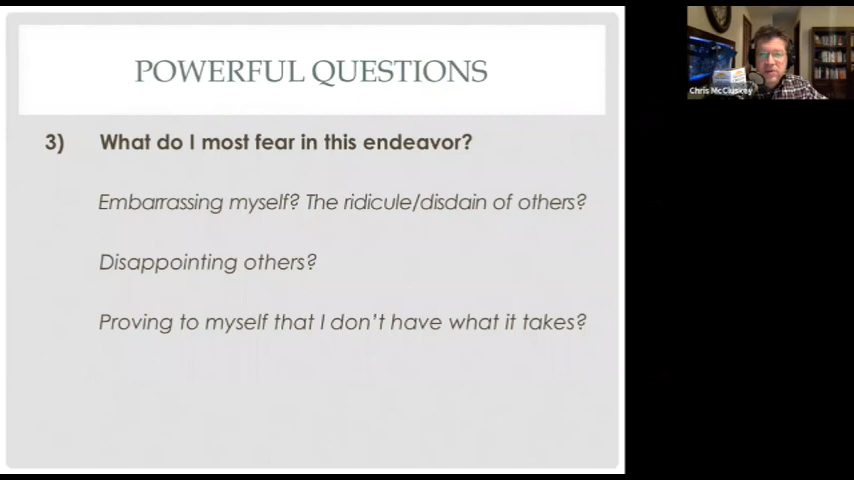 POWERFUL QUESTIONS
3) What do I most fear in this endeavor?
Embarrassing myself? The ridicule/disdain of others?
Disappointing others?
Proving to myself that I don't have what it takes?
Chris McCluskey